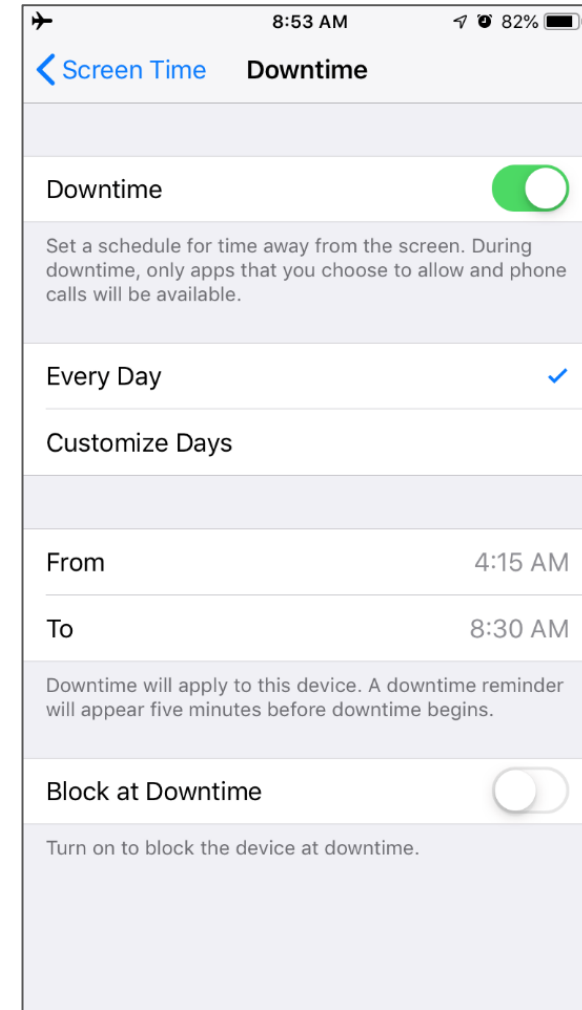 8:53 AM 82%
Screen Time Downtime
Downtime
Set a schedule for time away from the screen. During
downtime, only apps that you choose to allow and phone
calls will be available.
Every Day
Customize Days
From 4:15 AM
To 8:30 AM
Downtime will apply to this device. A downtime reminder
will appear five minutes before downtime begins.
Block at Downtime
Turn on to block the device at downtime.